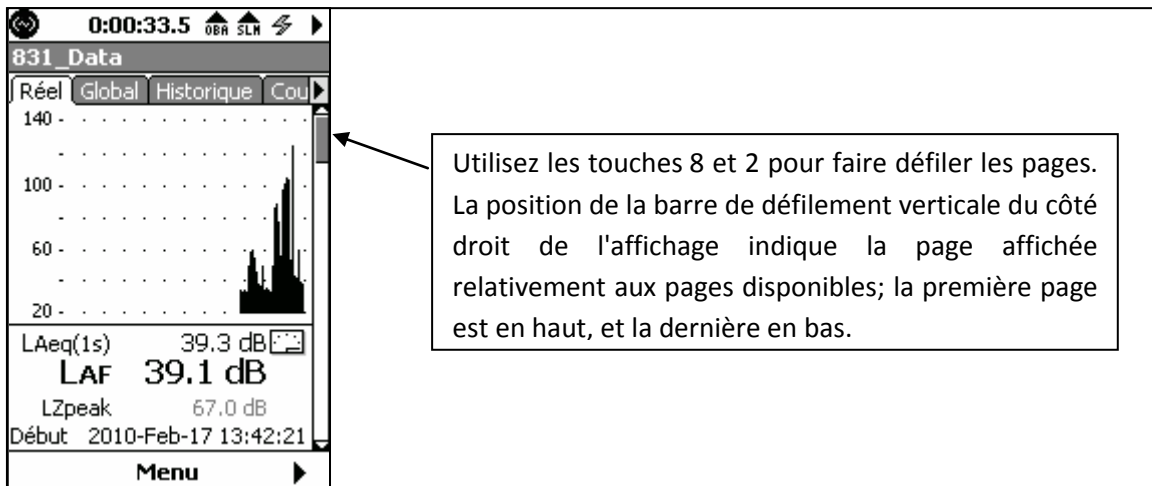 0:00:33.5 OBA SLM
831_Data
Réel Global Historique Cou
140
100
60
20
LAeq(1s) 39.3 dB
LAF 39.1 dB
LZpeak 67.0 dB
Début 2010-Feb-17 13:42:21
Menu
Utilisez les touches 8 et 2 pour faire défiler les pages.
La position de la barre de défilement verticale du côté
droit de l'affichage indique la page affichée
relativement aux pages disponibles; la première page
est en haut, et la dernière en bas.